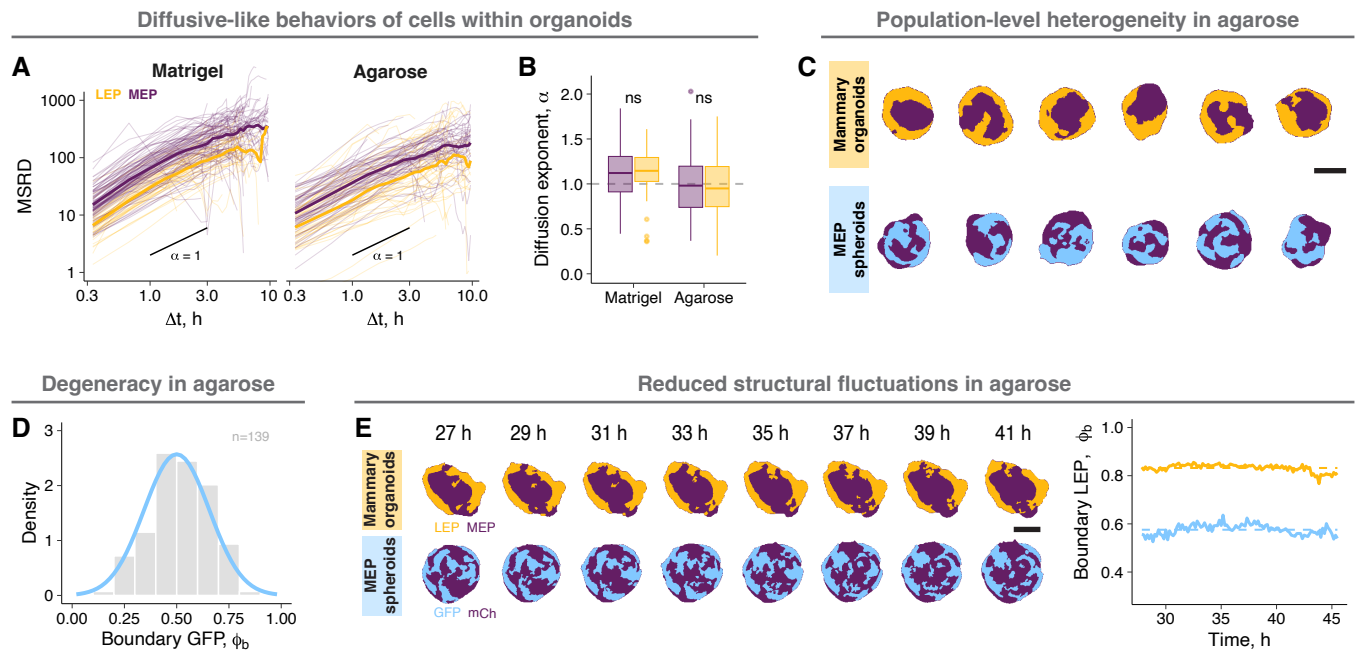 Diffusive-like behaviors of cells within organoids
Population-level heterogeneity in agarose
A
Matrigel
Agarose
LEP MEP
1000
100
10
1
MSRD
α = 1
α = 1
0.3 1.0 3.0 10
0.3 1.0 3.0 10.0
Δt, h
Δt, h
B
ns
ns
2.0
1.5
1.0
0.5
0.0
Diffusion exponent, α
Matrigel Agarose
C
Mammary
organoids
MEP
spheroids
Degeneracy in agarose
Reduced structural fluctuations in agarose
D
n=139
3
2
1
0
Density
0.00 0.25 0.50 0.75 1.00
Boundary GFP, ϕb
E
27 h 29 h 31 h 33 h 35 h 37 h 39 h 41 h
Mammary
organoids
LEP MEP
MEP
spheroids
GFP mCh
Boundary LEP, ϕb
1.0
0.8
0.6
0.4
30 35 40 45
Time, h